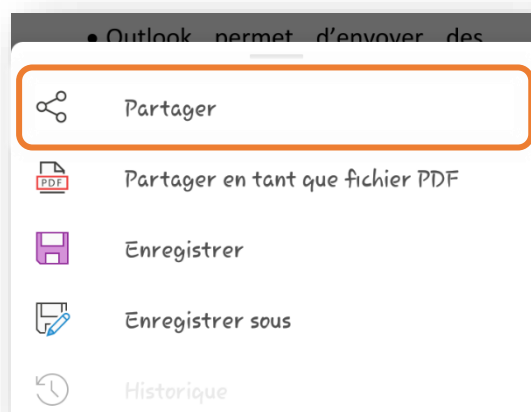 • Outlook permet d'envoyer des
Partager
PDF
Partager en tant que fichier PDF
Enregistrer
Enregistrer sous
Historique